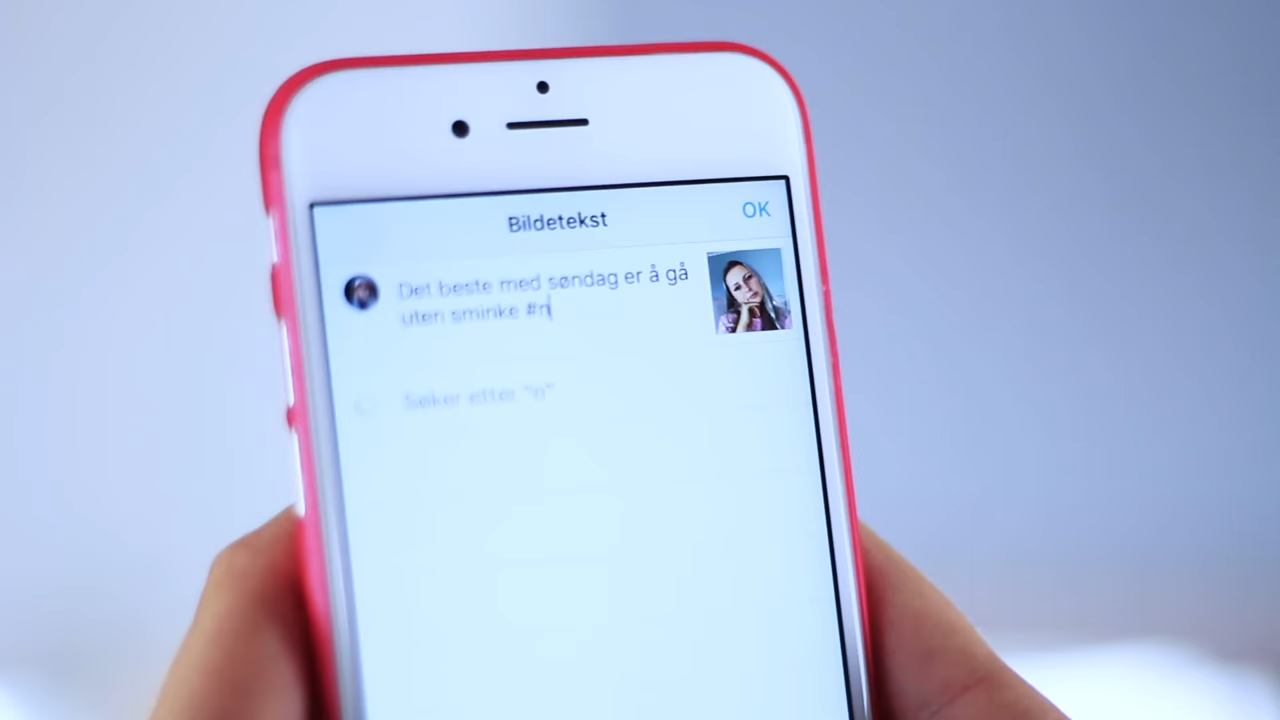 Bildetekst
OK
Det beste med søndag er å gå
uten sminke #n
Søker etter "n"